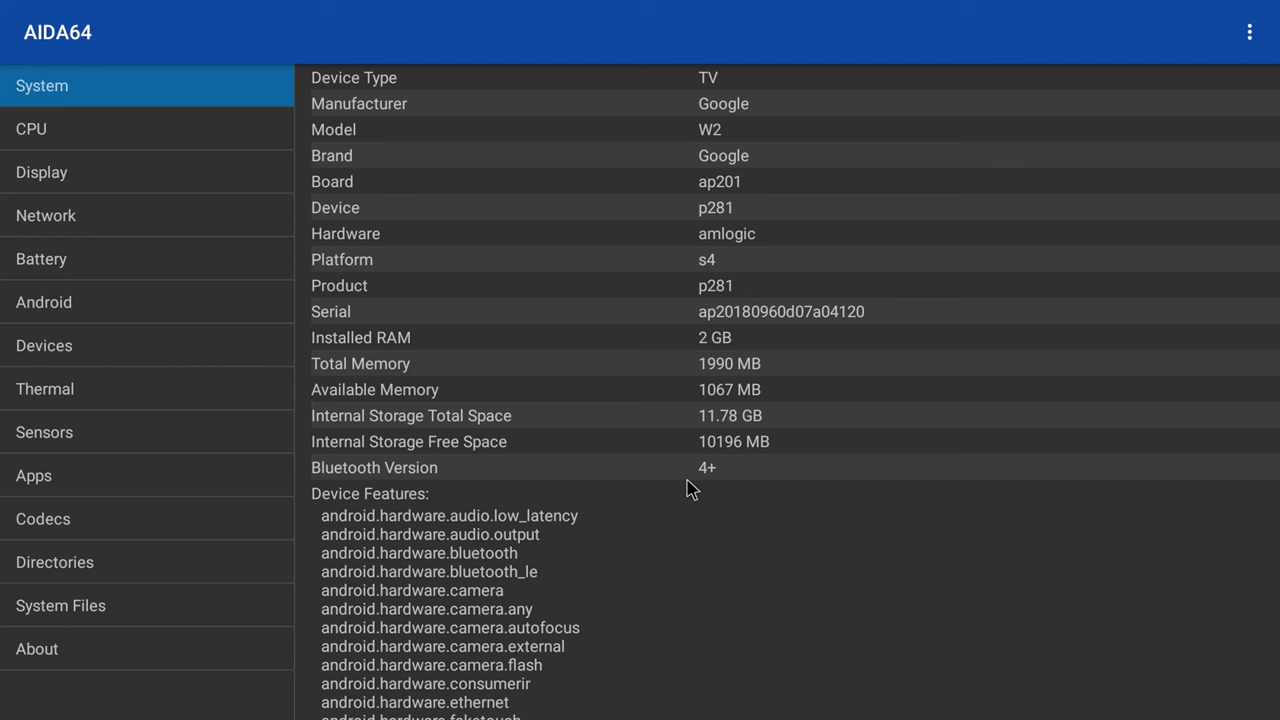 AIDA64
System
CPU
Display
Network
Battery
Android
Devices
Thermal
Sensors
Apps
Codecs
Directories
System Files
About
Device Type TV
Manufacturer Google
Model W2
Brand Google
Board ap201
Device p281
Hardware amlogic
Platform s4
Product p281
Serial ap20180960d07a04120
Installed RAM 2 GB
Total Memory 1990 MB
Available Memory 1067 MB
Internal Storage Total Space 11.78 GB
Internal Storage Free Space 10196 MB
Bluetooth Version 4+
Device Features:
android.hardware.audio.low_latency
android.hardware.audio.output
android.hardware.bluetooth
android.hardware.bluetooth_le
android.hardware.camera
android.hardware.camera.any
android.hardware.camera.autofocus
android.hardware.camera.external
android.hardware.camera.flash
android.hardware.consumerir
android.hardware.ethernet
android.hardware.faketouch